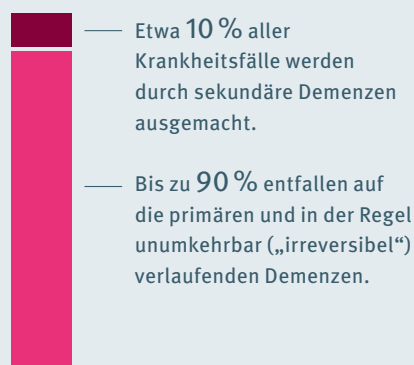 Etwa 10 % aller
Krankheitsfälle werden
durch sekundäre Demenzen
ausgemacht.
Bis zu 90 % entfallen auf
die primären und in der Regel
unumkehrbar („irreversibel“)
verlaufenden Demenzen.